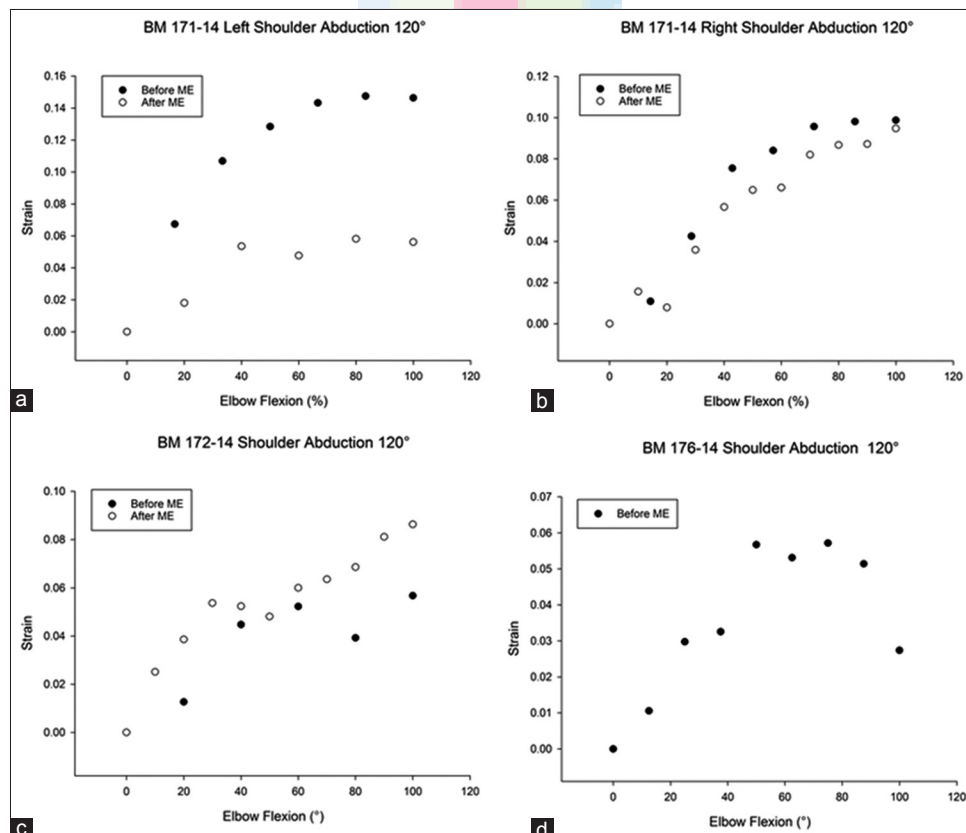 BM 171-14 Left Shoulder Abduction 120°
Before ME
After ME
0.16
0.14
0.12
0.10
0.08
0.06
0.04
0.02
0.00
Strain
0 20 40 60 80 100 120
Elbow Flexion (%)
a
BM 171-14 Right Shoulder Abduction 120°
Before ME
After ME
0.12
0.10
0.08
0.06
0.04
0.02
0.00
Strain
0 20 40 60 80 100 120
Elbow Flexion (%)
b
BM 172-14 Shoulder Abduction 120°
Before ME
After ME
0.10
0.08
0.06
0.04
0.02
0.00
Strain
0 20 40 60 80 100 120
Elbow Flexion (°)
c
BM 176-14 Shoulder Abduction 120°
Before ME
0.07
0.06
0.05
0.04
0.03
0.02
0.01
0.00
Strain
0 20 40 60 80 100 120
Elbow Flexion (°)
d